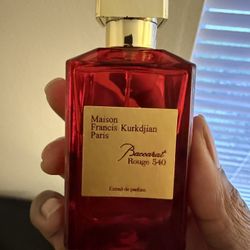 Maison
Francis Kurkdjian
Paris
Baccarat
Rouge 540
Extrait de parfum